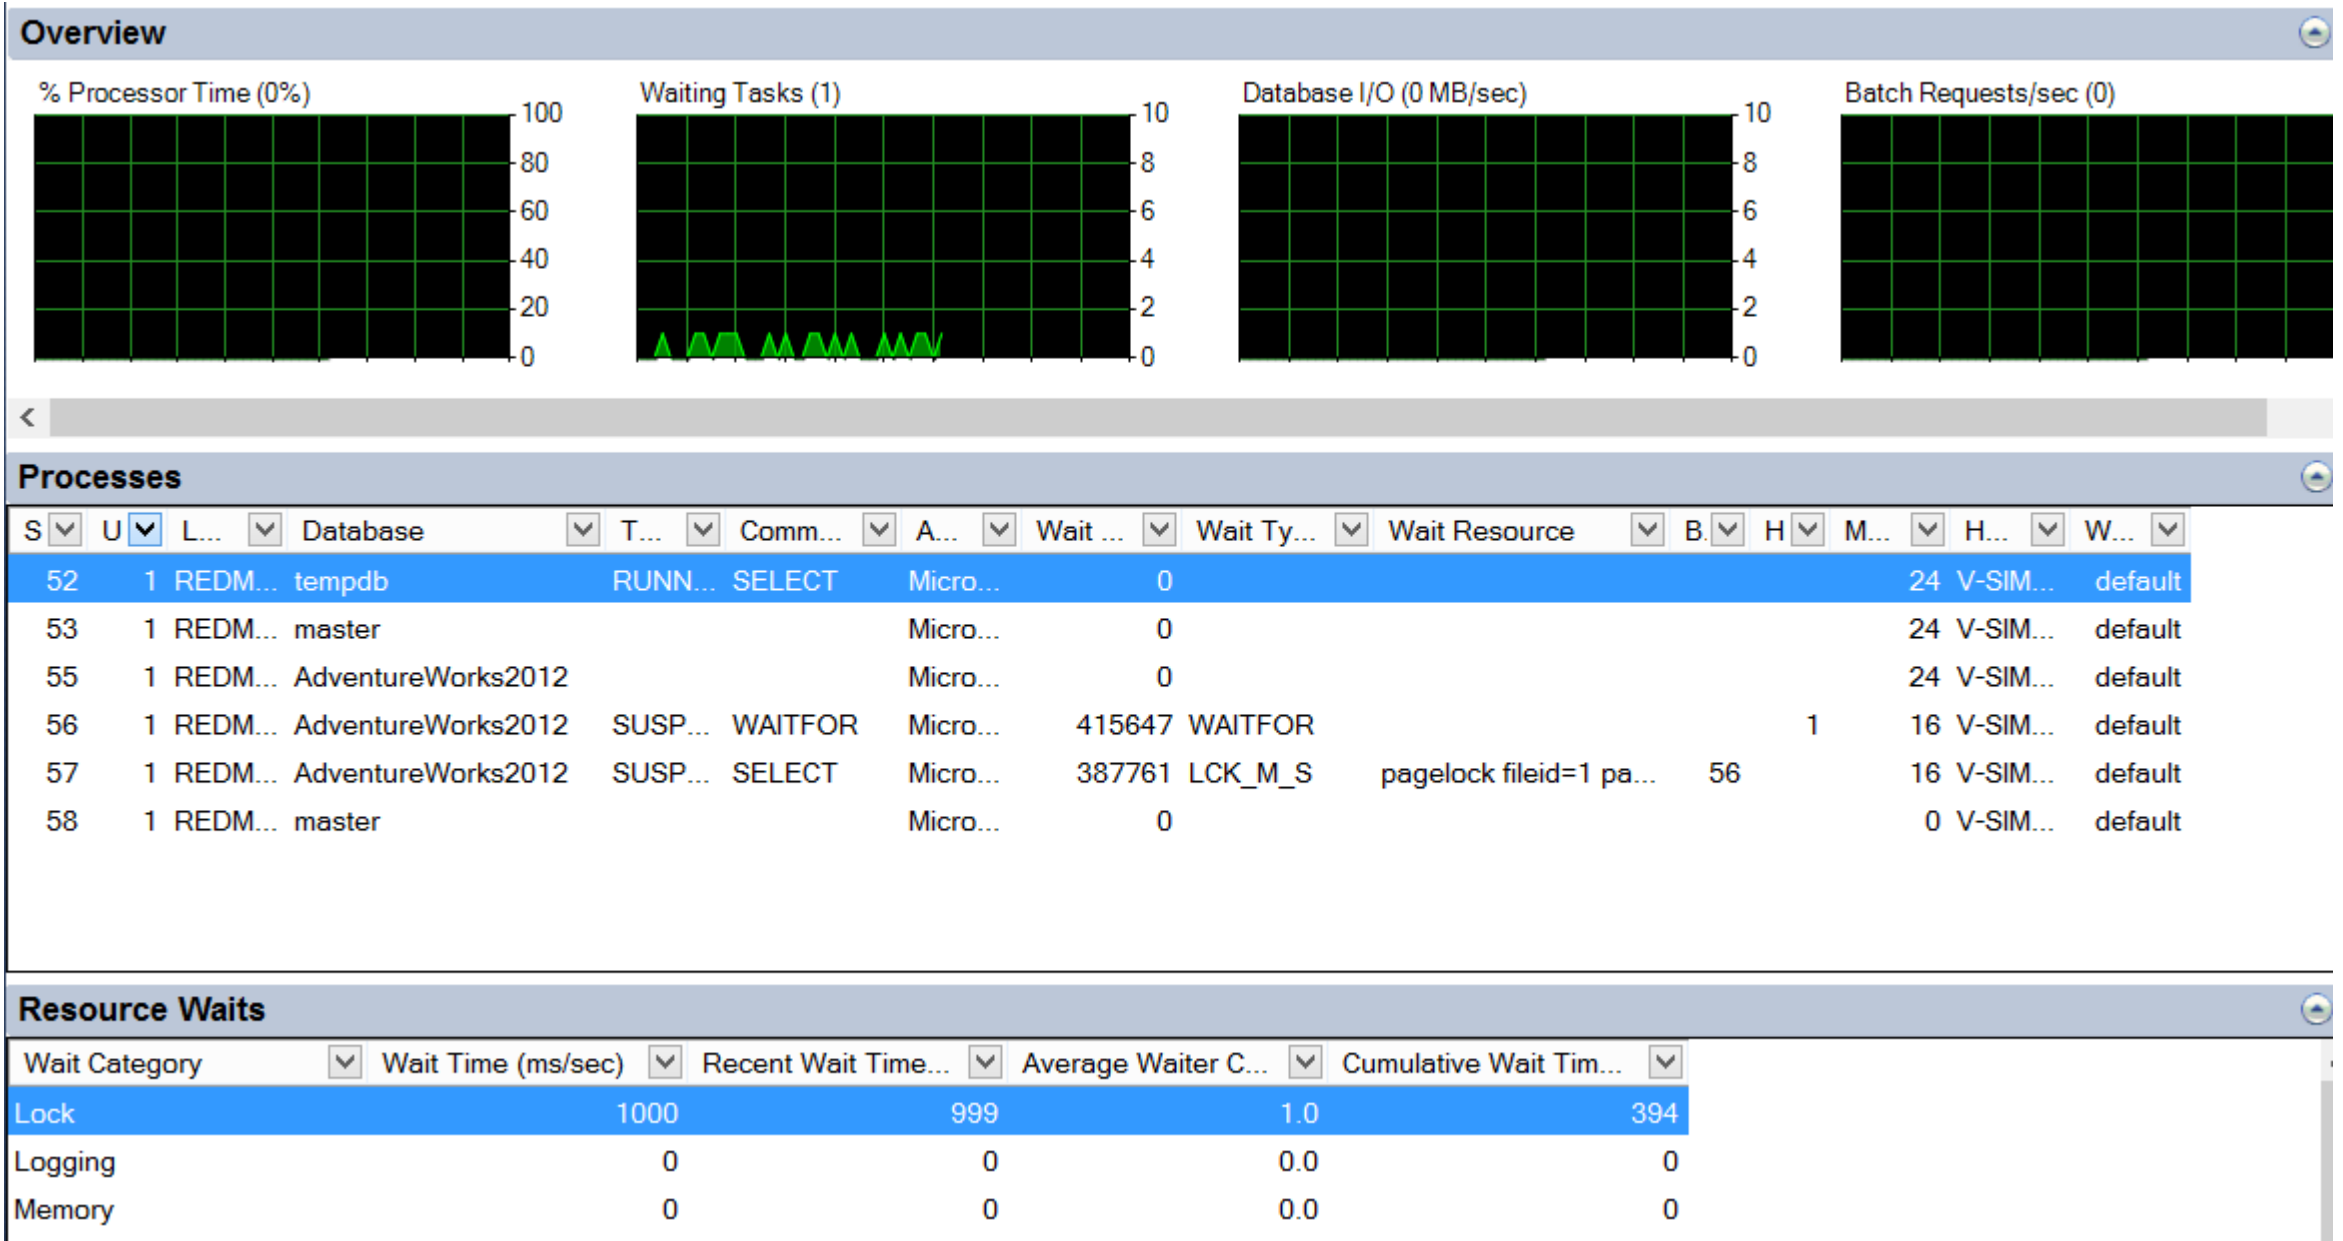 Overview
% Processor Time (0%) Waiting Tasks (1) Database I/O (0 MB/sec) Batch Requests/sec (0)
100 10 10
80 8 8
60 6 6
40 4 4
20 2 2
0 0 0
Processes
S U L... Database T... Comm... A... Wait ... Wait Ty... Wait Resource B. H M... H... W...
52 1 REDM... tempdb RUNN... SELECT Micro... 0 24 V-SIM... default
53 1 REDM... master Micro... 0 24 V-SIM... default
55 1 REDM... AdventureWorks2012 Micro... 0 24 V-SIM... default
56 1 REDM... AdventureWorks2012 SUSP... WAITFOR Micro... 415647 WAITFOR 1 16 V-SIM... default
57 1 REDM... AdventureWorks2012 SUSP... SELECT Micro... 387761 LCK_M_S pagelock fileid=1 pa... 56 16 V-SIM... default
58 1 REDM... master Micro... 0 0 V-SIM... default
Resource Waits
Wait Category Wait Time (ms/sec) Recent Wait Time... Average Waiter C... Cumulative Wait Tim...
Lock 1000 999 1.0 394
Logging 0 0 0.0 0
Memory 0 0 0.0 0